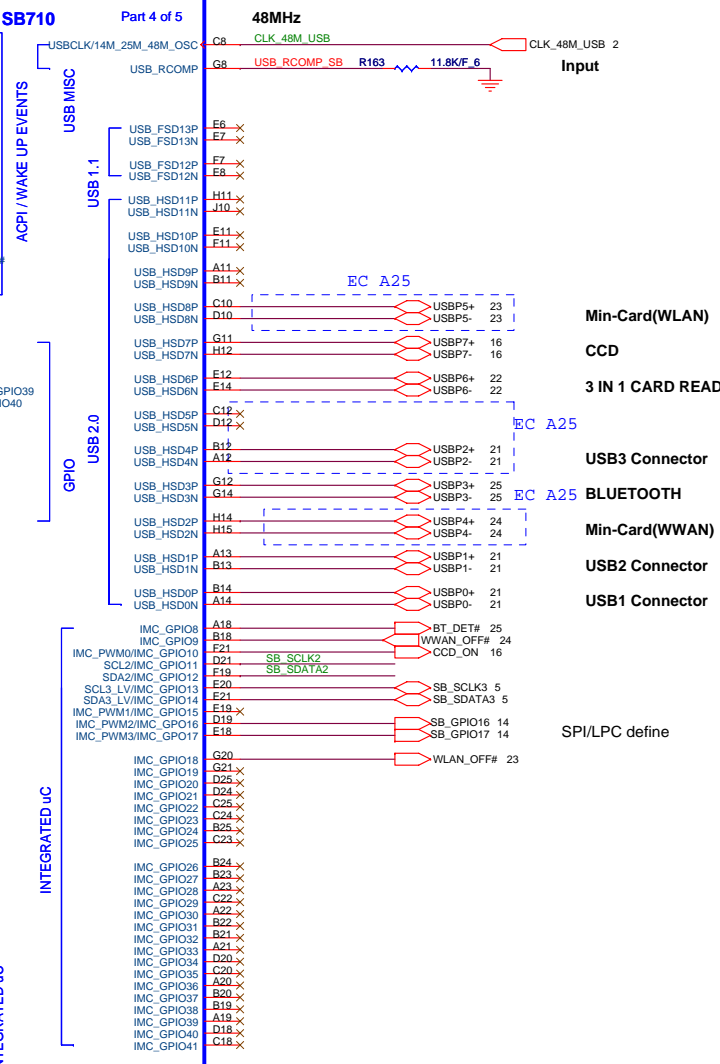 SB710 Part 4 of 5 48MHz
USBCLK/14M_25M_48M_OSC C8 CLK_48M_USB CLK_48M_USB 2
Input
USB_RCOMP G8 USB_RCOMP_SB R163 11.8K/F_6
USB MISC
ACPI / WAKE UP EVENTS
USB_FSD13P E6
USB_FSD13N E7
USB_FSD12P F7
USB_FSD12N E8
USB 1.1
USB_HSD11P H11
USB_HSD11N J10
USB_HSD10P E11
USB_HSD10N F11
USB_HSD9P A11
USB_HSD9N B11
EC A25
USB_HSD8P C10 USBP5+ 23
USB_HSD8N D10 USBP5- 23
Min-Card(WLAN)
USB_HSD7P G11 USBP7+ 16
USB_HSD7N H12 USBP7- 16
CCD
USB_HSD6P E12 USBP6+ 22
USB_HSD6N E14 USBP6- 22
3 IN 1 CARD READ
GPIO39
IO40
USB_HSD5P C12
USB_HSD5N D12
EC A25
USB 2.0
GPIO
USB_HSD4P B12 USBP2+ 21
USB_HSD4N A12 USBP2- 21
USB3 Connector
USB_HSD3P G12 USBP3+ 25
USB_HSD3N G14 USBP3- 25
EC A25 BLUETOOTH
USB_HSD2P H14 USBP4+ 24
USB_HSD2N H15 USBP4- 24
Min-Card(WWAN)
USB_HSD1P A13 USBP1+ 21
USB_HSD1N B13 USBP1- 21
USB2 Connector
USB_HSD0P B14 USBP0+ 21
USB_HSD0N A14 USBP0- 21
USB1 Connector
IMC_GPIO8 A18 BT_DET# 25
IMC_GPIO9 B18 WWAN_OFF# 24
IMC_PWM0/IMC_GPIO10 F21 CCD_ON 16
SCL2/IMC_GPIO11 D21 SB_SCLK2
SDA2/IMC_GPIO12 F19 SB_SDATA2
SCL3_LV/IMC_GPIO13 E20 SB_SCLK3 5
SDA3_LV/IMC_GPIO14 E21 SB_SDATA3 5
IMC_PWM1/IMC_GPIO15 E19
IMC_PWM2/IMC_GPO16 D19 SB_GPIO16 14
IMC_PWM3/IMC_GPO17 E18 SB_GPIO17 14
SPI/LPC define
IMC_GPIO18 G20 WLAN_OFF# 23
IMC_GPIO19 G21
IMC_GPIO20 D25
IMC_GPIO21 D24
IMC_GPIO22 C25
IMC_GPIO23 C24
IMC_GPIO24 B25
IMC_GPIO25 C23
INTEGRATED uC
IMC_GPIO26 B24
IMC_GPIO27 B23
IMC_GPIO28 A23
IMC_GPIO29 C22
IMC_GPIO30 A22
IMC_GPIO31 B22
IMC_GPIO32 B21
IMC_GPIO33 A21
IMC_GPIO34 D20
IMC_GPIO35 C20
IMC_GPIO36 A20
IMC_GPIO37 B20
IMC_GPIO38 B19
IMC_GPIO39 A19
IMC_GPIO40 D18
IMC_GPIO41 C18